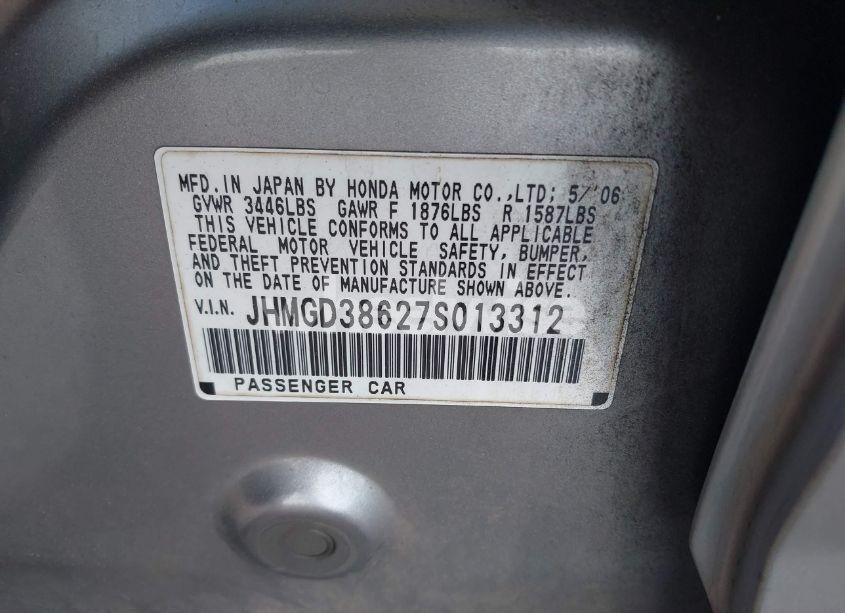 MFD.IN JAPAN BY HONDA MOTOR CO.,LTD; 5/'06
GVWR 3446LBS GAWR F 1876LBS R 1587LBS
THIS VEHICLE CONFORMS TO ALL APPLICABLE
FEDERAL MOTOR VEHICLE SAFETY, BUMPER,
AND THEFT PREVENTION STANDARDS IN EFFECT
ON THE DATE OF MANUFACTURE SHOWN ABOVE.
V.I.N. JHMGD38627S013312
PASSENGER CAR